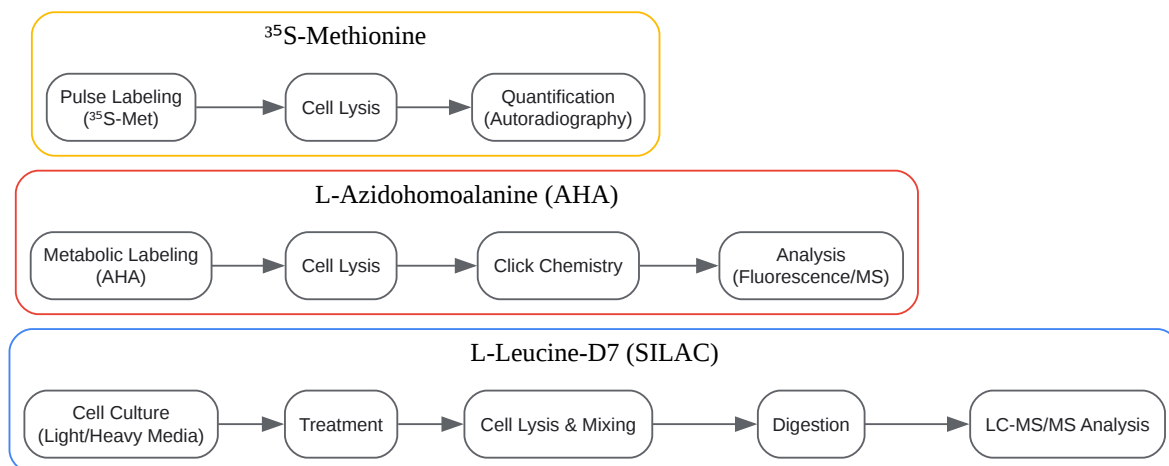 ³⁵S-Methionine
Pulse Labeling
(³⁵S-Met)
Cell Lysis
Quantification
(Autoradiography)
L-Azidohomoalanine (AHA)
Metabolic Labeling
(AHA)
Cell Lysis
Click Chemistry
Analysis
(Fluorescence/MS)
L-Leucine-D7 (SILAC)
Cell Culture
(Light/Heavy Media)
Treatment
Cell Lysis & Mixing
Digestion
LC-MS/MS Analysis